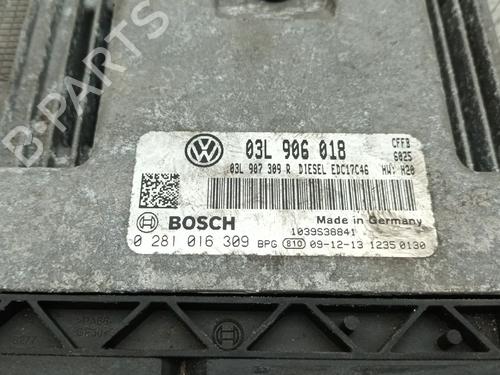 VW 03L 906 018 CFFB
6025
03L 907 309 R DIESEL EDC17C46 HW: H20
BOSCH Made in Germany
1039S38841
0 281 016 309 BPG 810 09-12-13 1235 0130
B-PARTS